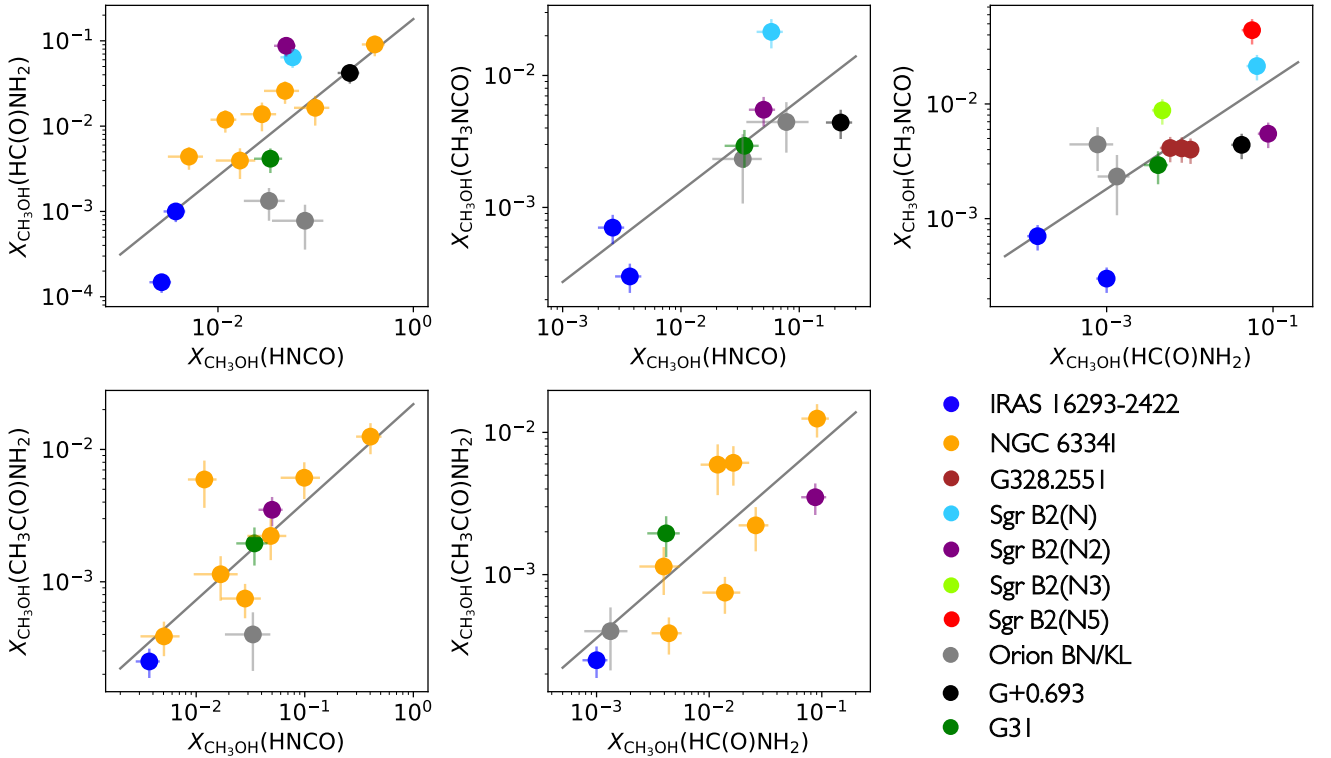 10⁻¹
10⁻²
10⁻³
10⁻⁴
X_CH₃OH(HC(O)NH₂)
10⁻² 10⁰
X_CH₃OH(HNCO)
10⁻²
10⁻³
X_CH₃OH(CH₃NCO)
10⁻³ 10⁻² 10⁻¹
X_CH₃OH(HNCO)
10⁻²
10⁻³
X_CH₃OH(CH₃NCO)
10⁻³ 10⁻¹
X_CH₃OH(HC(O)NH₂)
10⁻²
10⁻³
X_CH₃OH(CH₃C(O)NH₂)
10⁻² 10⁻¹ 10⁰
X_CH₃OH(HNCO)
10⁻²
10⁻³
X_CH₃OH(CH₃C(O)NH₂)
10⁻³ 10⁻² 10⁻¹
X_CH₃OH(HC(O)NH₂)
IRAS 16293-2422
NGC 6334I
G328.2551
Sgr B2(N)
Sgr B2(N2)
Sgr B2(N3)
Sgr B2(N5)
Orion BN/KL
G+0.693
G31